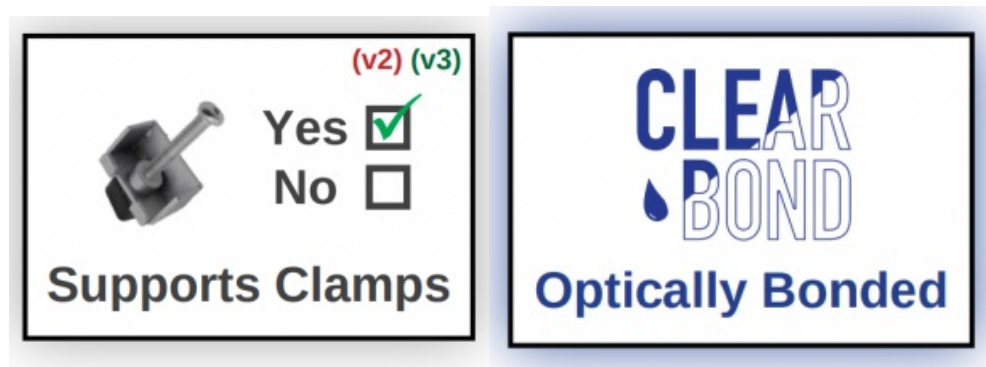 (v2) (v3)
Yes
No
Supports Clamps
CLEAR
BOND
Optically Bonded